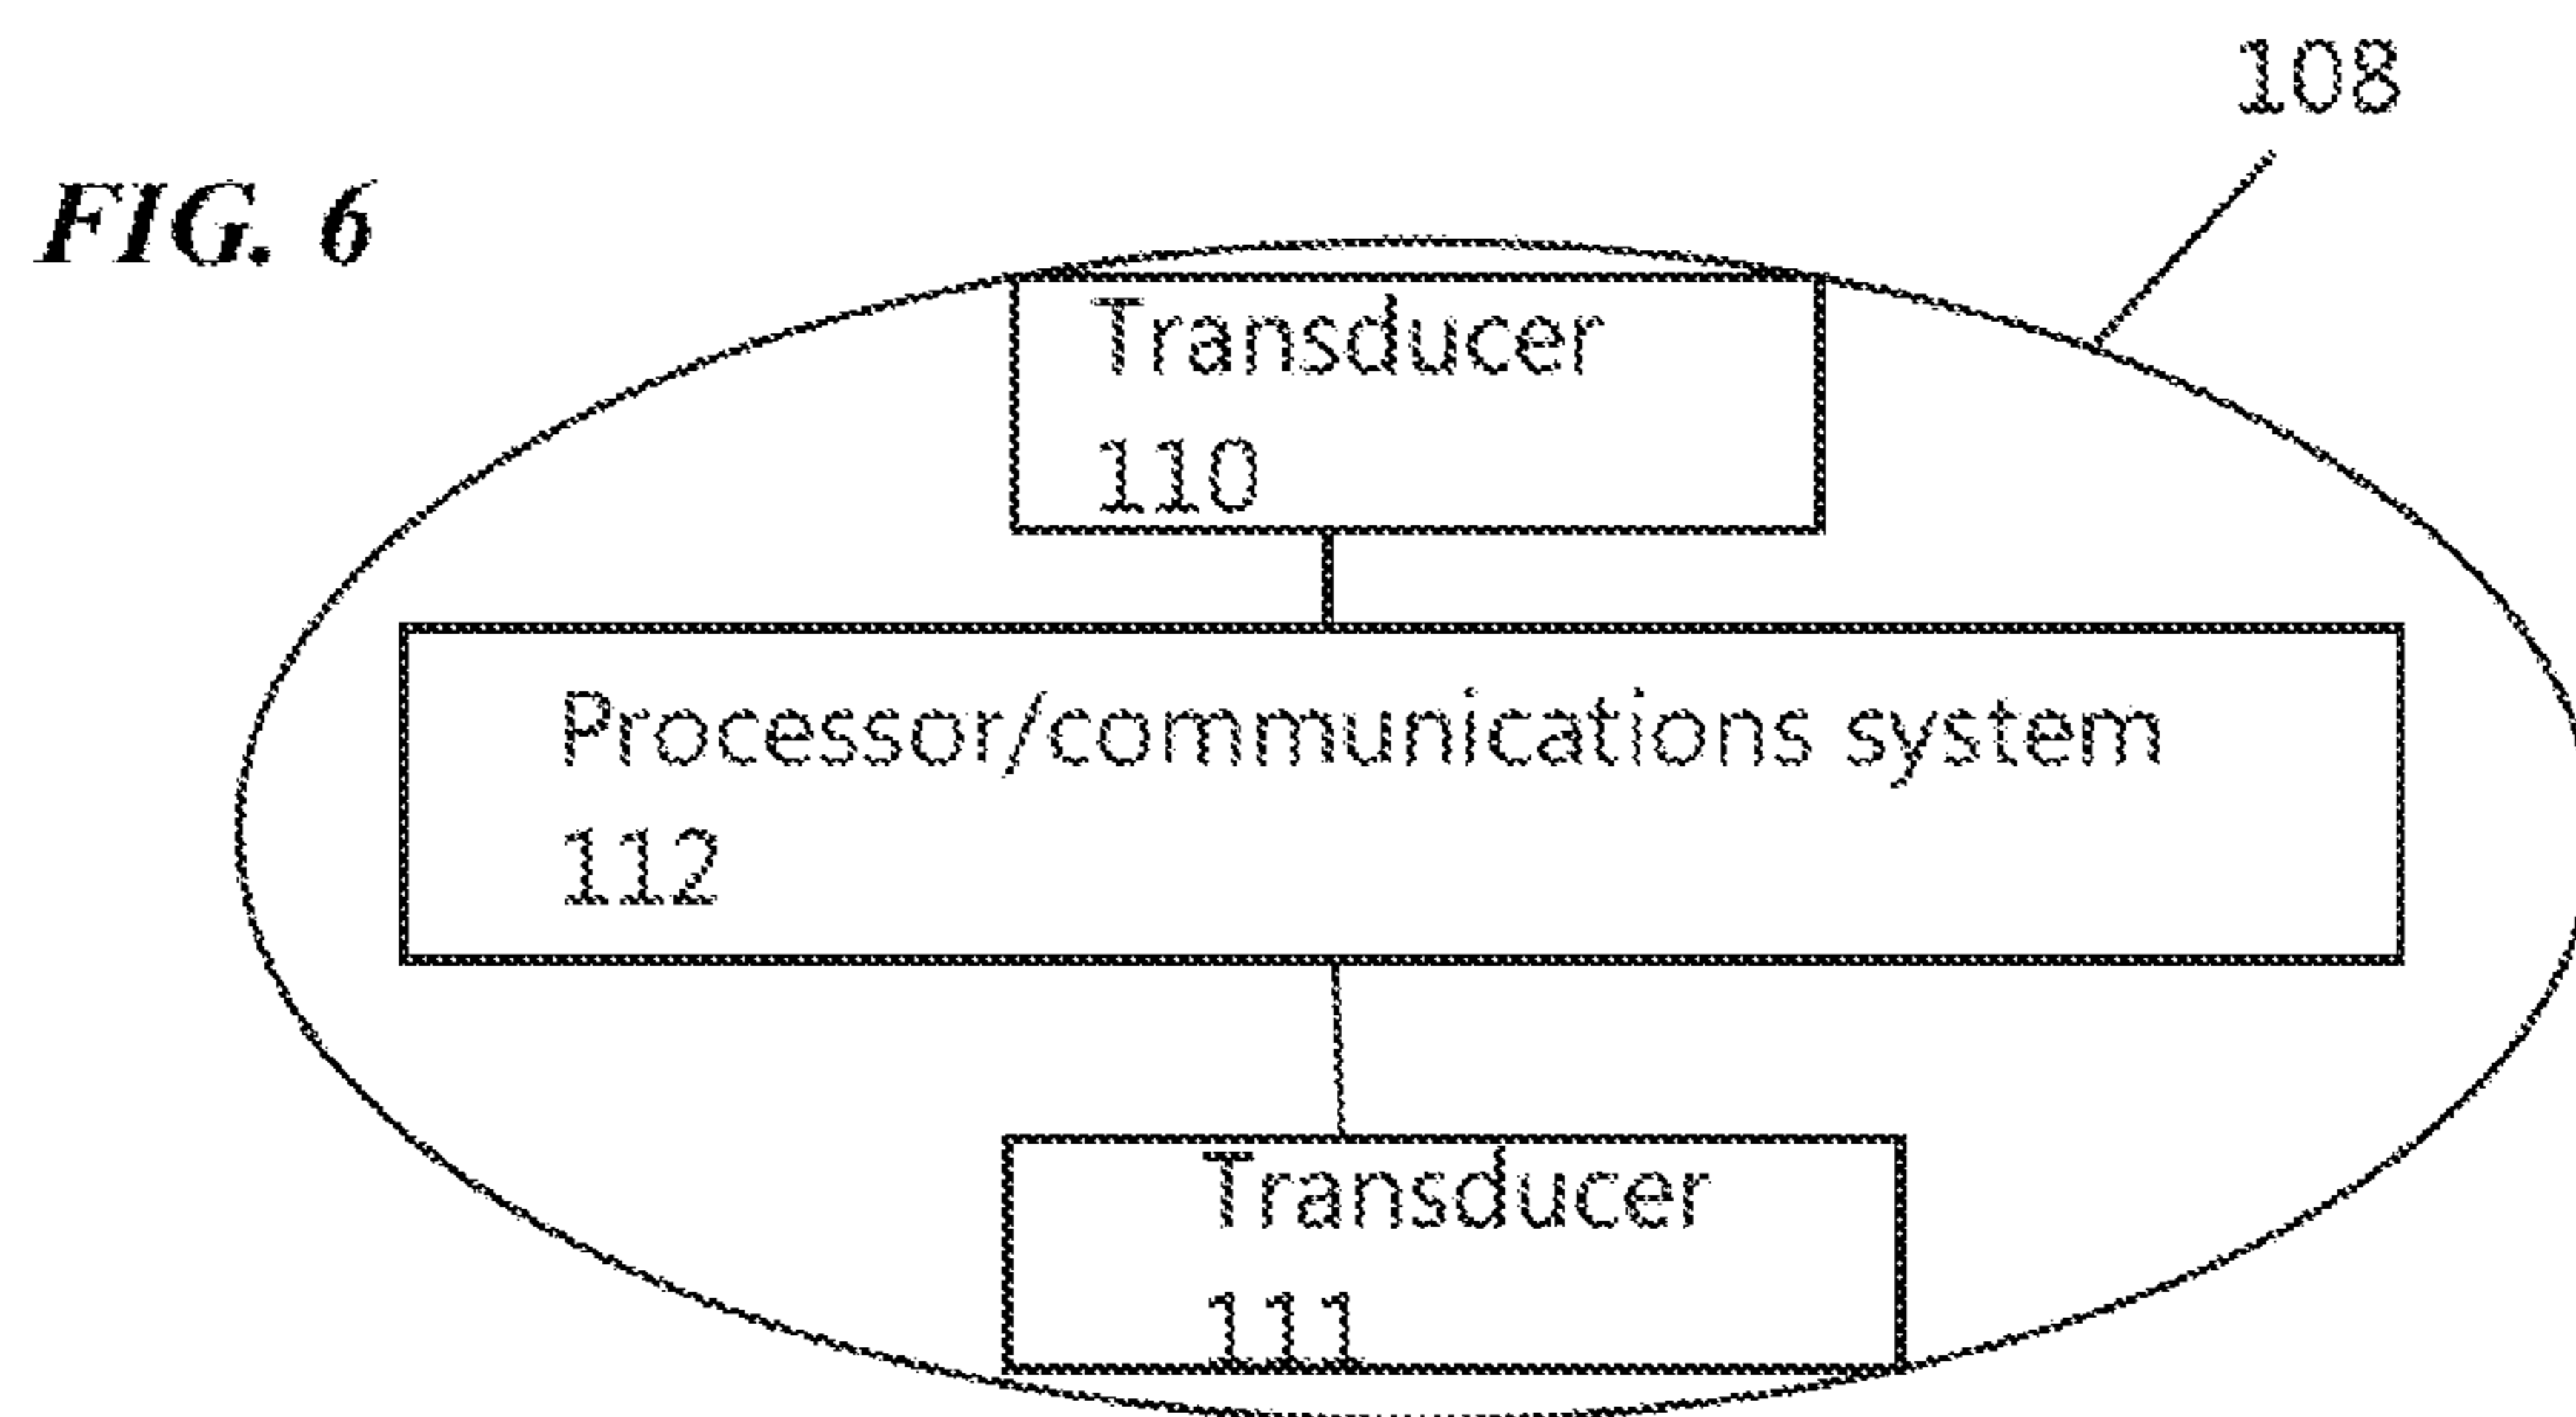 108
FIG. 6
Transducer
110
Processor/communications system
112
Transducer
111